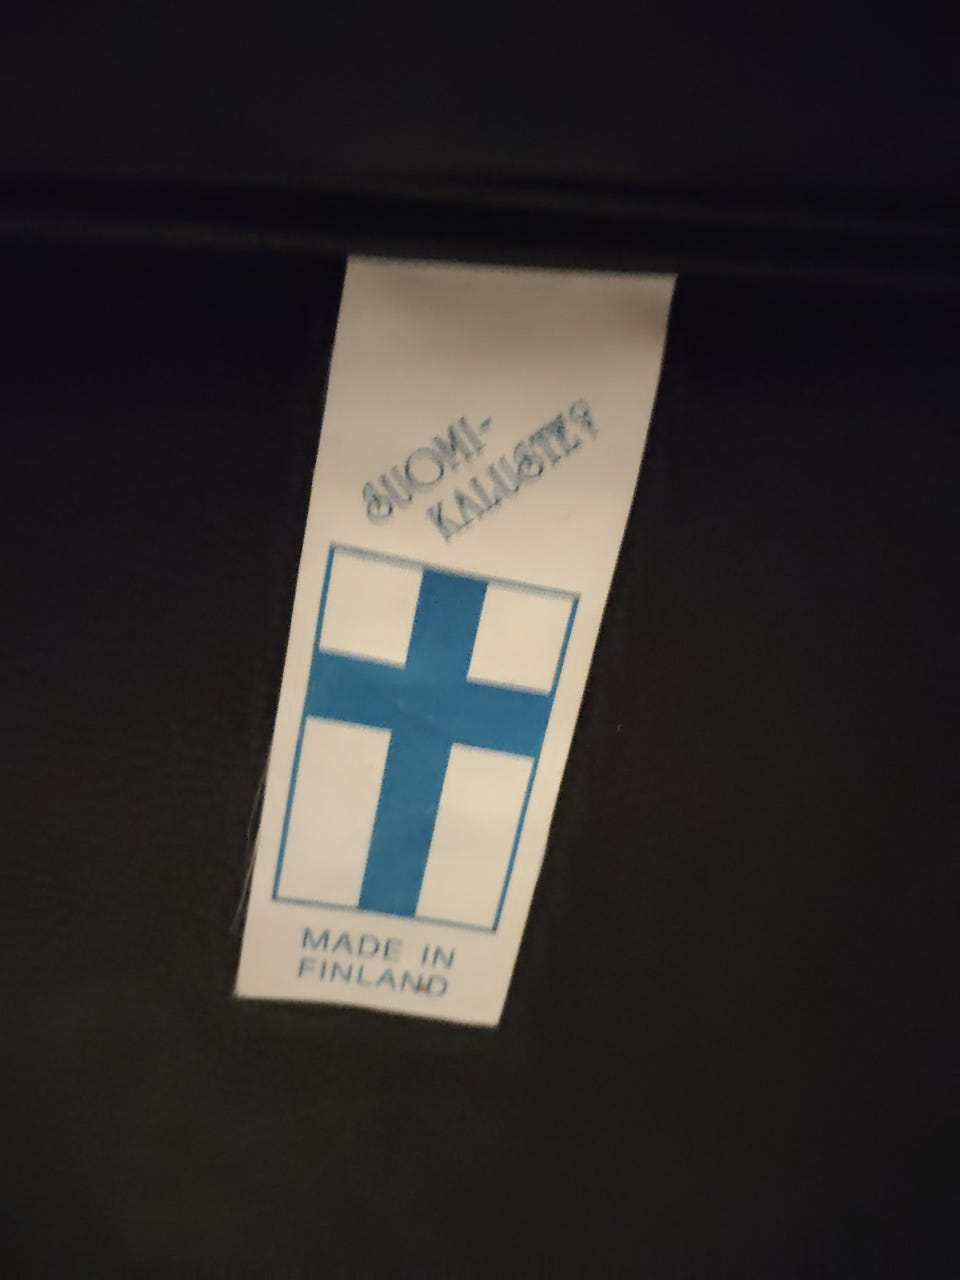 SUOMI-
KALUSTE
MADE IN
FINLAND